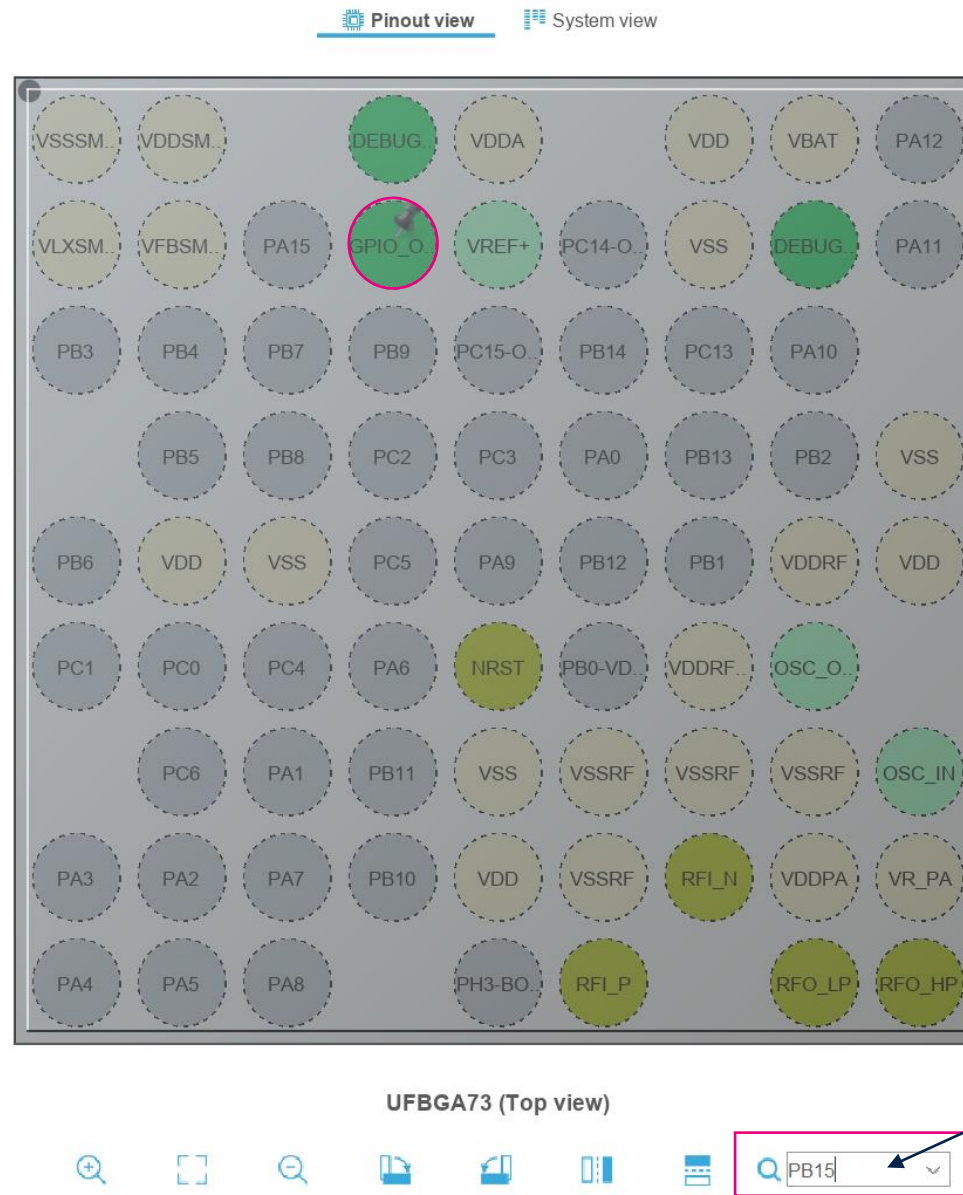 Pinout view System view
VSSSM.. VDDSM.. DEBUG.. VDDA VDD VBAT PA12
VLXSM.. VFBSM.. PA15 GPIO_O.. VREF+ PC14-O.. VSS DEBUG.. PA11
PB3 PB4 PB7 PB9 PC15-O.. PB14 PC13 PA10
PB5 PB8 PC2 PC3 PA0 PB13 PB2 VSS
PB6 VDD VSS PC5 PA9 PB12 PB1 VDDRF VDD
PC1 PC0 PC4 PA6 NRST PB0-VD.. VDDRF.. OSC_O..
PC6 PA1 PB11 VSS VSSRF VSSRF VSSRF OSC_IN
PA3 PA2 PA7 PB10 VDD VSSRF RFI_N VDDPA VR_PA
PA4 PA5 PA8 PH3-BO.. RFI_P RFO_LP RFO_HP
UFBGA73 (Top view)
PB15